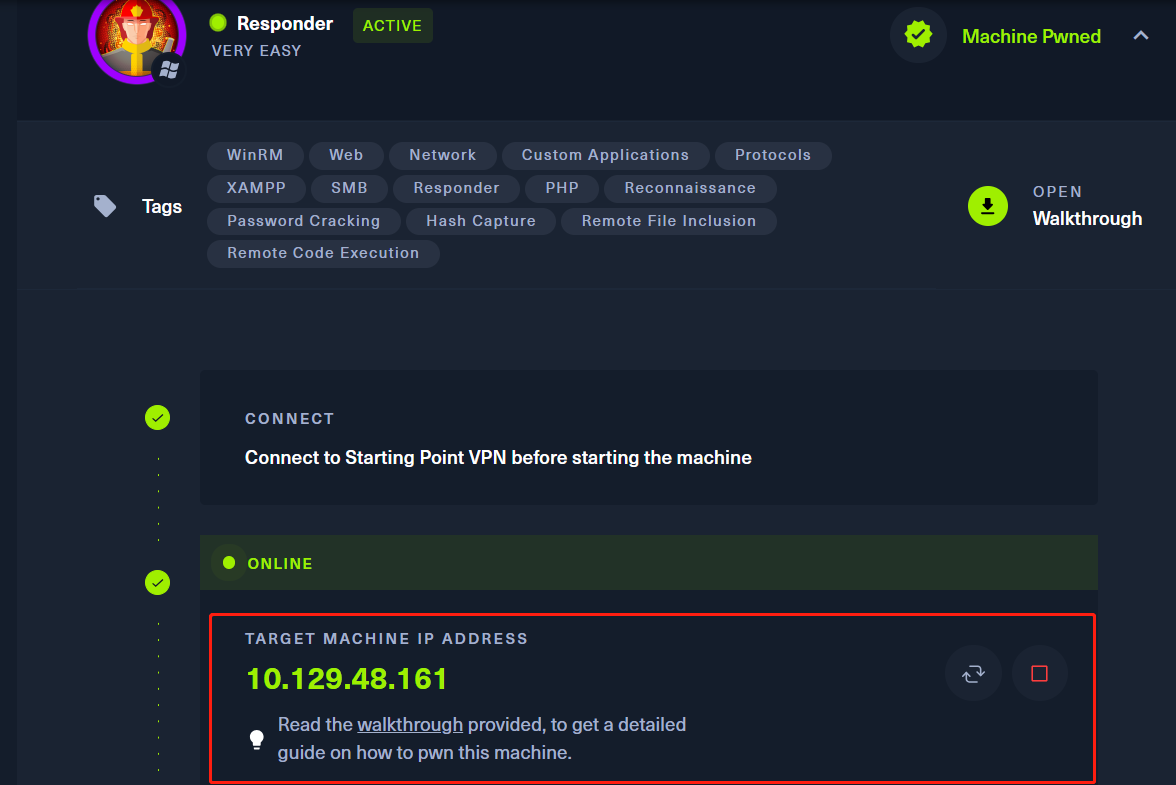 Responder ACTIVE
VERY EASY
Machine Pwned
Tags
WinRM Web Network Custom Applications Protocols
XAMPP SMB Responder PHP Reconnaissance
Password Cracking Hash Capture Remote File Inclusion
Remote Code Execution
OPEN
Walkthrough
CONNECT
Connect to Starting Point VPN before starting the machine
ONLINE
TARGET MACHINE IP ADDRESS
10.129.48.161
Read the walkthrough provided, to get a detailed
guide on how to pwn this machine.